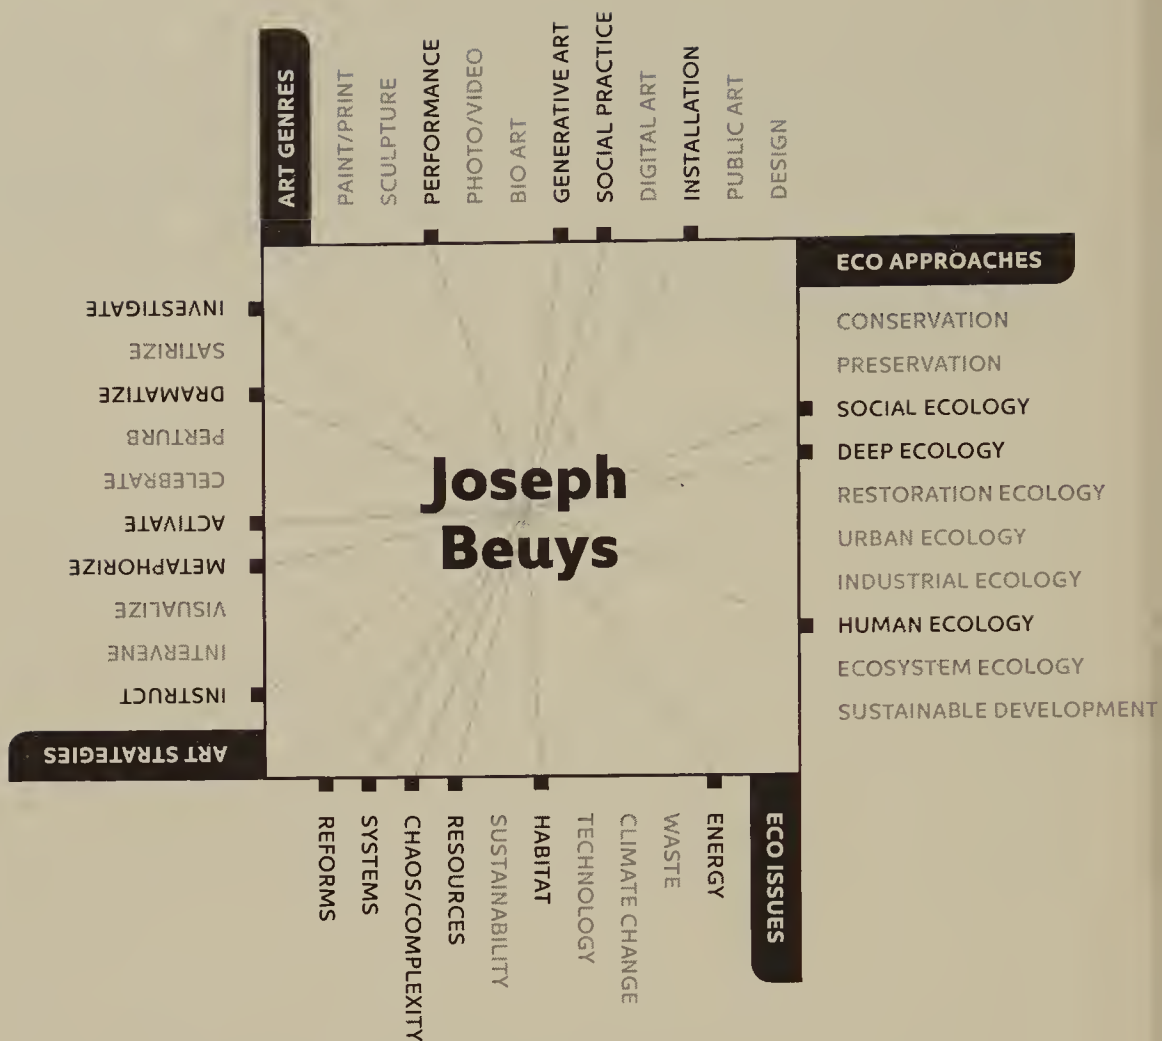 ART GENRES
PAINT/PRINT
SCULPTURE
PERFORMANCE
PHOTO/VIDEO
BIO ART
GENERATIVE ART
SOCIAL PRACTICE
DIGITAL ART
INSTALLATION
PUBLIC ART
DESIGN
ECO APPROACHES
CONSERVATION
PRESERVATION
SOCIAL ECOLOGY
DEEP ECOLOGY
RESTORATION ECOLOGY
URBAN ECOLOGY
INDUSTRIAL ECOLOGY
HUMAN ECOLOGY
ECOSYSTEM ECOLOGY
SUSTAINABLE DEVELOPMENT
Joseph
Beuys
ECO ISSUES
ENERGY
WASTE
CLIMATE CHANGE
TECHNOLOGY
HABITAT
SUSTAINABILITY
RESOURCES
CHAOS/COMPLEXITY
SYSTEMS
REFORMS
ART STRATEGIES
INSTRUCT
INTERVENE
VISUALIZE
METAPHORIZE
ACTIVATE
CELEBRATE
PERTURB
DRAMATIZE
SATIRIZE
INVESTIGATE